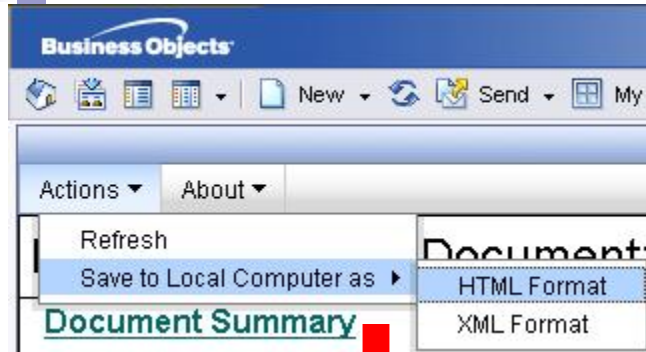 Business Objects
New Send My
Actions About
Refresh
Save to Local Computer as
HTML Format
XML Format
Document Summary